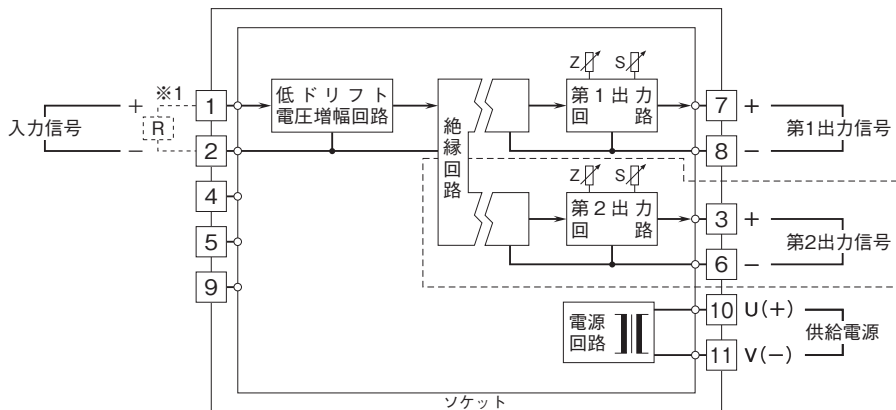 入力信号
+
−
※1
R
1
2
4
5
9
低ドリフト
電圧増幅回路
絶縁回路
Z
S
第1出力
回路
7
+
8
−
第1出力信号
Z
S
第2出力
回路
3
+
6
−
第2出力信号
電源
回路
10
U(+)
11
V(−)
供給電源
ソケット